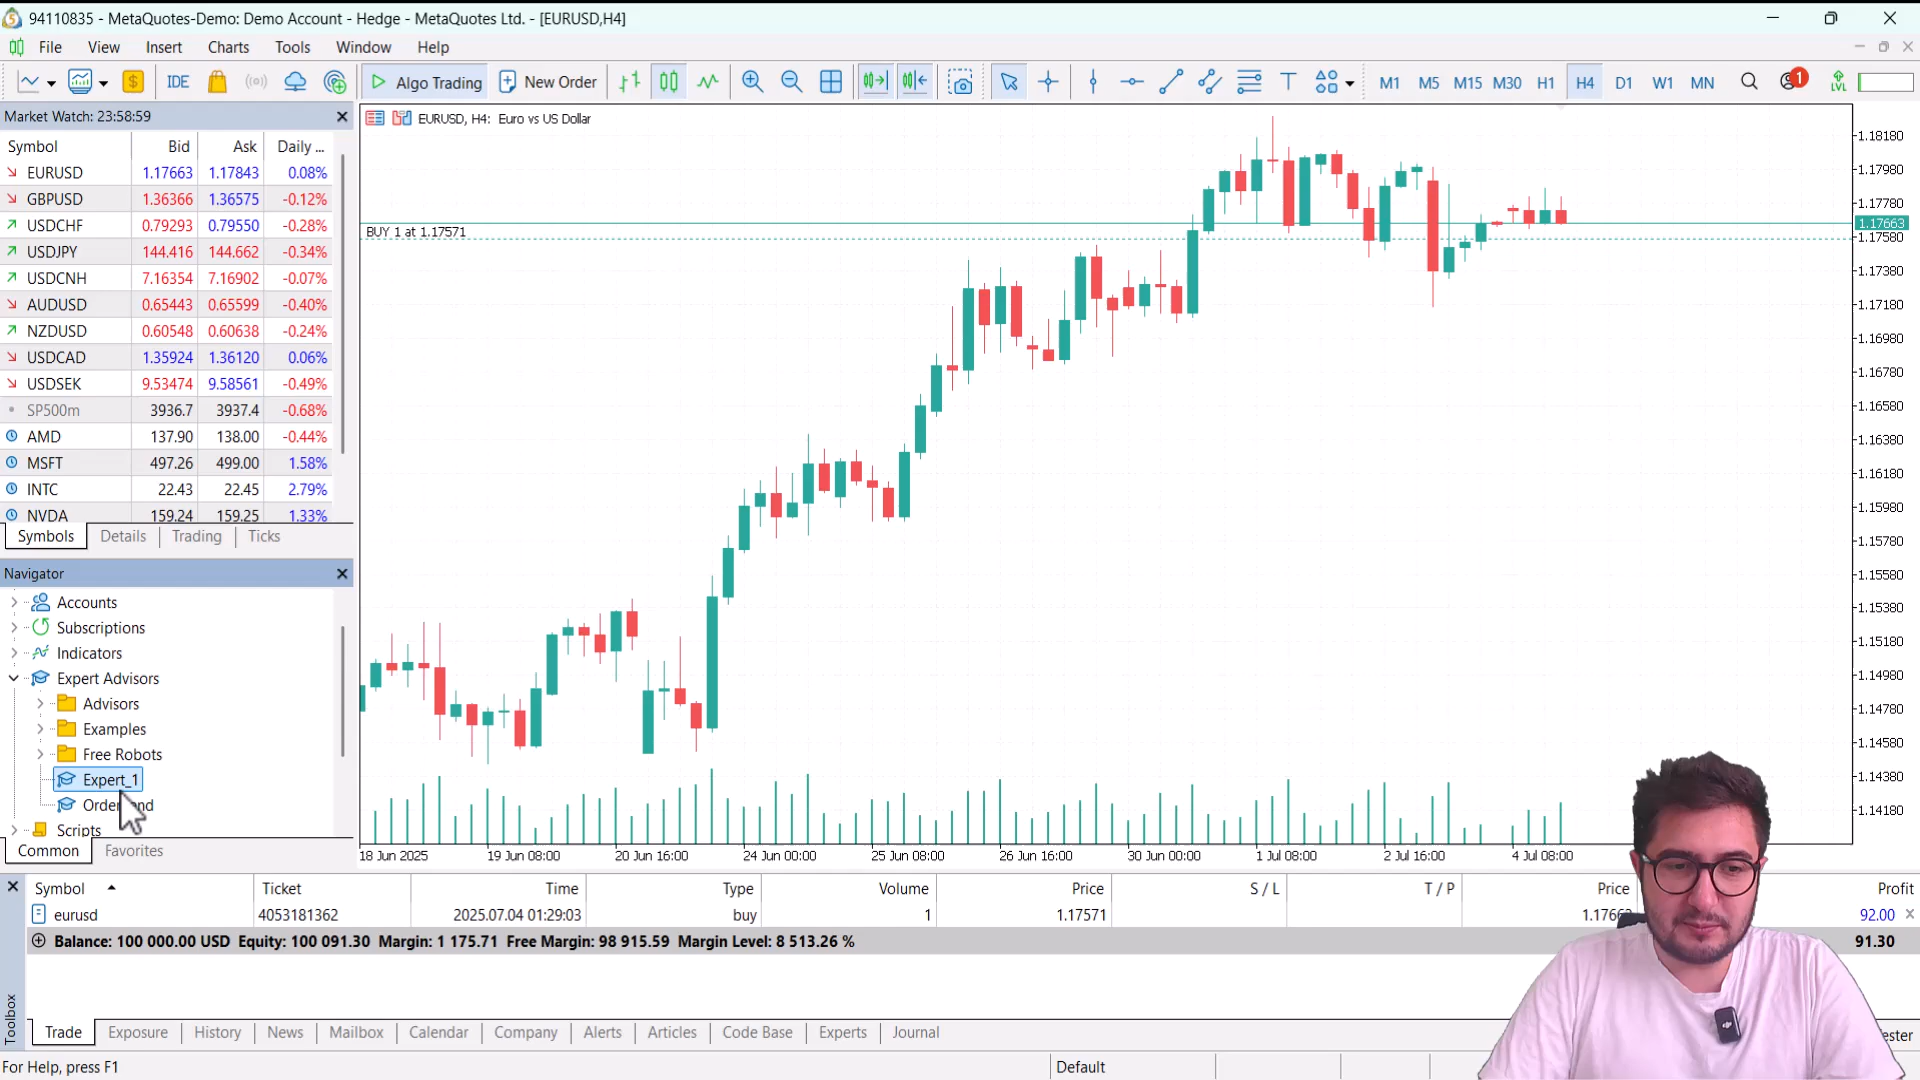 94110835 - MetaQuotes-Demo: Demo Account - Hedge - MetaQuotes Ltd. - [EURUSD,H4]
File View Insert Charts Tools Window Help
IDE Algo Trading New Order T M1 M5 M15 M30 H1 H4 D1 W1 MN 1 LVL
Market Watch: 23:58:59
Symbol Bid Ask Daily ...
EURUSD 1.17663 1.17843 0.08%
GBPUSD 1.36366 1.36575 -0.12%
USDCHF 0.79293 0.79550 -0.28%
USDJPY 144.416 144.662 -0.34%
USDCNH 7.16354 7.16902 -0.07%
AUDUSD 0.65443 0.65599 -0.40%
NZDUSD 0.60548 0.60638 -0.24%
USDCAD 1.35924 1.36120 0.06%
USDSEK 9.53474 9.58561 -0.49%
SP500m 3936.7 3937.4 -0.68%
AMD 137.90 138.00 -0.44%
MSFT 497.26 499.00 1.58%
INTC 22.43 22.45 2.79%
NVDA 159.24 159.25 1.33%
Symbols Details Trading Ticks
Navigator
Accounts
Subscriptions
Indicators
Expert Advisors
Advisors
Examples
Free Robots
Expert_1
Scripts
Common Favorites
EURUSD, H4: Euro vs US Dollar
BUY 1 at 1.17571
1.18180
1.17980
1.17780
1.17663
1.17580
1.17380
1.17180
1.16980
1.16780
1.16580
1.16380
1.16180
1.15980
1.15780
1.15580
1.15380
1.15180
1.14980
1.14780
1.14580
1.14380
1.14180
18 Jun 2025 19 Jun 08:00 20 Jun 16:00 24 Jun 00:00 25 Jun 08:00 26 Jun 16:00 30 Jun 00:00 1 Jul 08:00 2 Jul 16:00 4 Jul 08:00
Symbol Ticket Time Type Volume Price S / L T / P Price Profit
eurusd 4053181362 2025.07.04 01:29:03 buy 1 1.17571 92.00
Balance: 100 000.00 USD Equity: 100 091.30 Margin: 1 175.71 Free Margin: 98 915.59 Margin Level: 8 513.26 % 91.30
Toolbox
Trade Exposure History News Mailbox Calendar Company Alerts Articles Code Base Experts Journal
For Help, press F1 Default